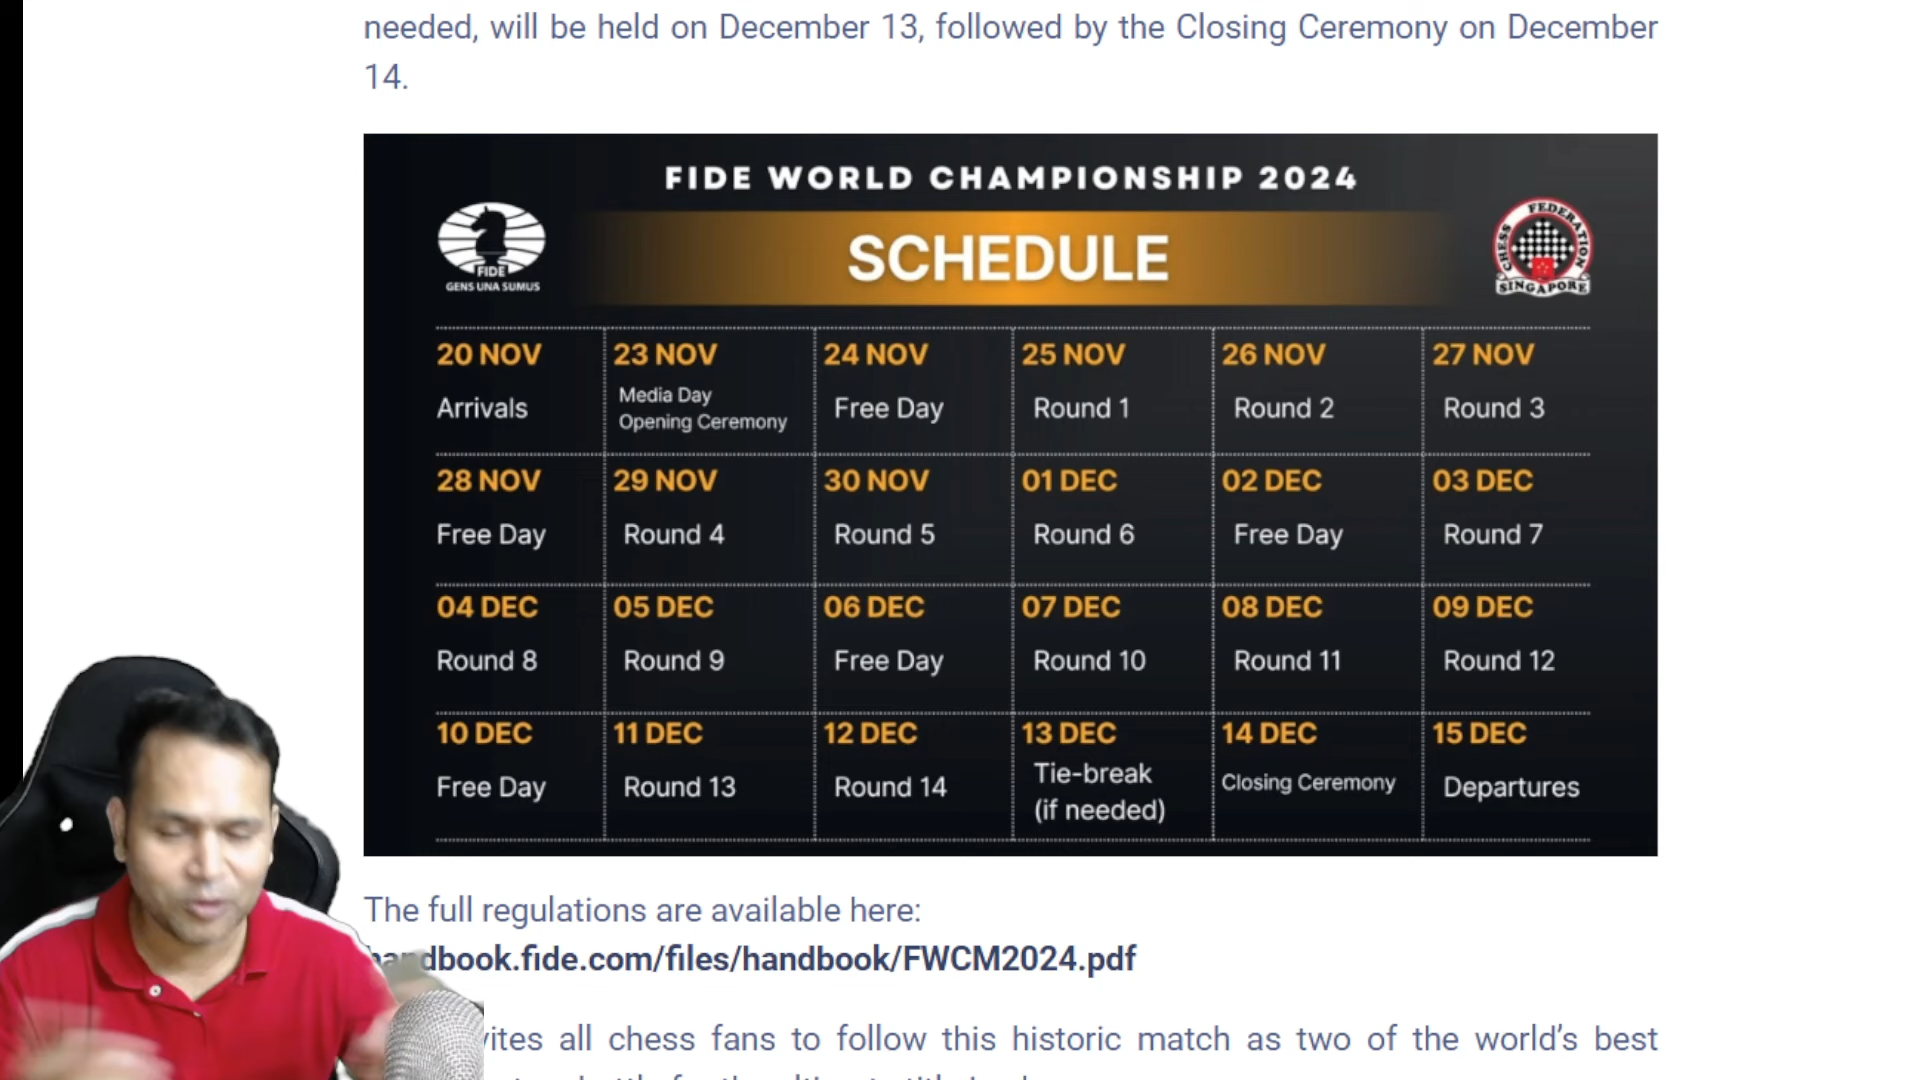 needed, will be held on December 13, followed by the Closing Ceremony on December
14.
FIDE WORLD CHAMPIONSHIP 2024
SCHEDULE
FIDE
GENS UNA SUMUS
CHESS FEDERATION
SINGAPORE
20 NOV 23 NOV 24 NOV 25 NOV 26 NOV 27 NOV
Arrivals Media Day Opening Ceremony Free Day Round 1 Round 2 Round 3
28 NOV 29 NOV 30 NOV 01 DEC 02 DEC 03 DEC
Free Day Round 4 Round 5 Round 6 Free Day Round 7
04 DEC 05 DEC 06 DEC 07 DEC 08 DEC 09 DEC
Round 8 Round 9 Free Day Round 10 Round 11 Round 12
10 DEC 11 DEC 12 DEC 13 DEC 14 DEC 15 DEC
Free Day Round 13 Round 14 Tie-break (if needed) Closing Ceremony Departures
The full regulations are available here:
handbook.fide.com/files/handbook/FWCM2024.pdf
all chess fans to follow this historic match as two of the world's best